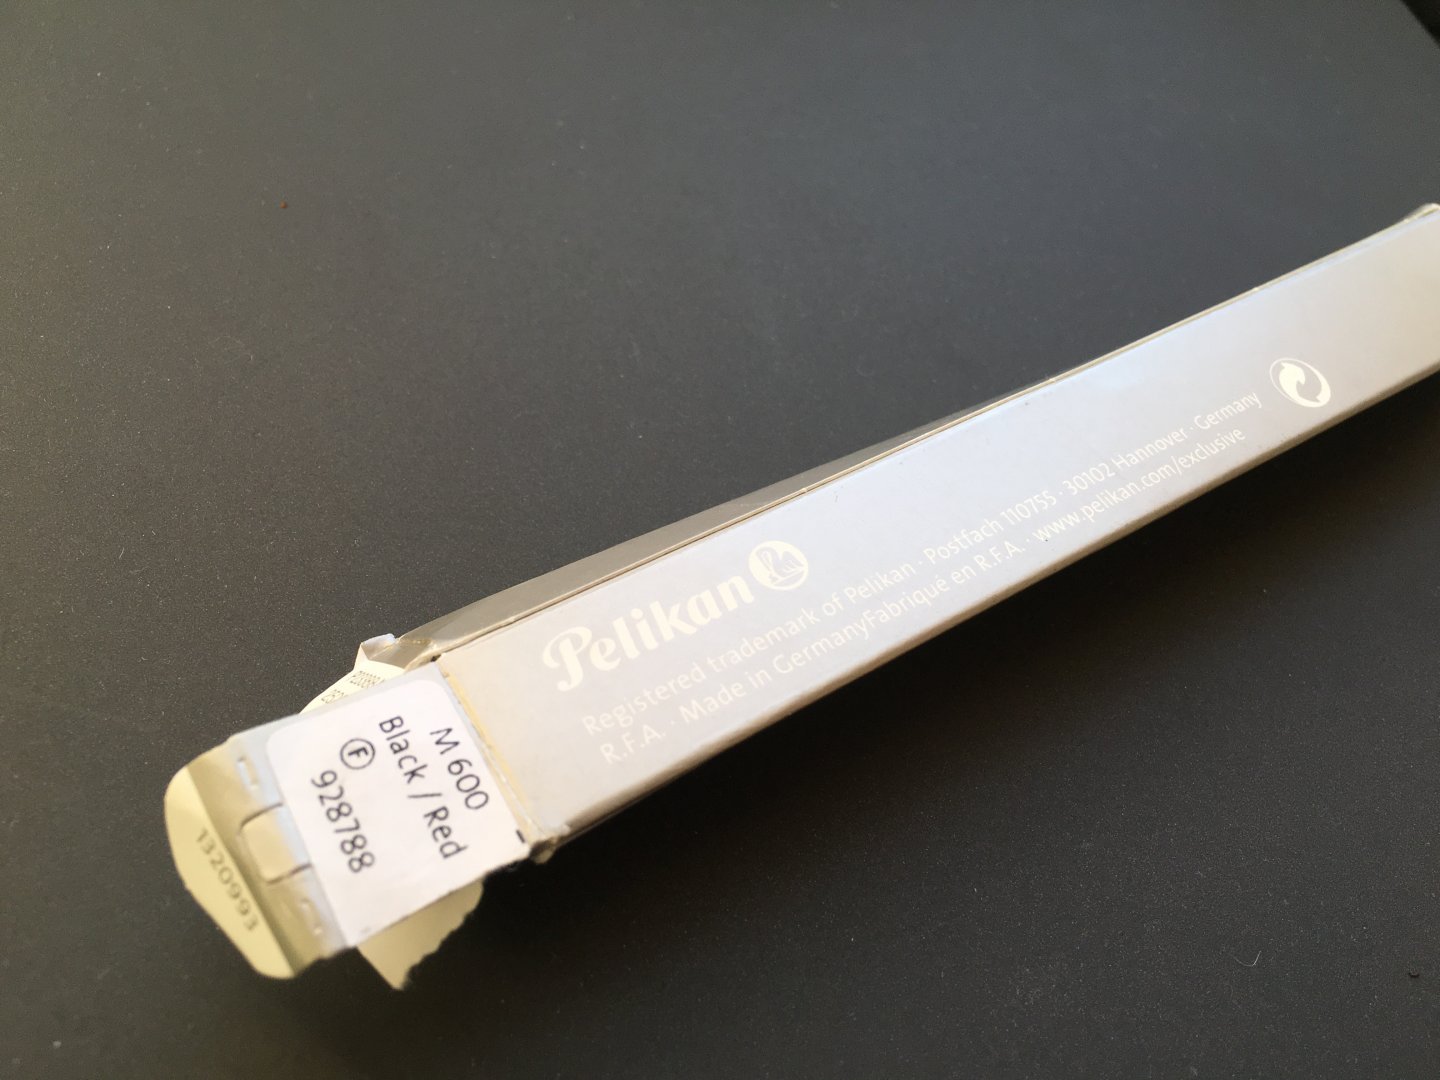 Pelikan
Registered trademark of Pelikan · Postfach 110755 · 30102 Hannover · Germany
R.F.A. · Made in GermanyFabriqué en R.F.A. · www.pelikan.com/exclusive
M 600
Black / Red
F
928788
1320993